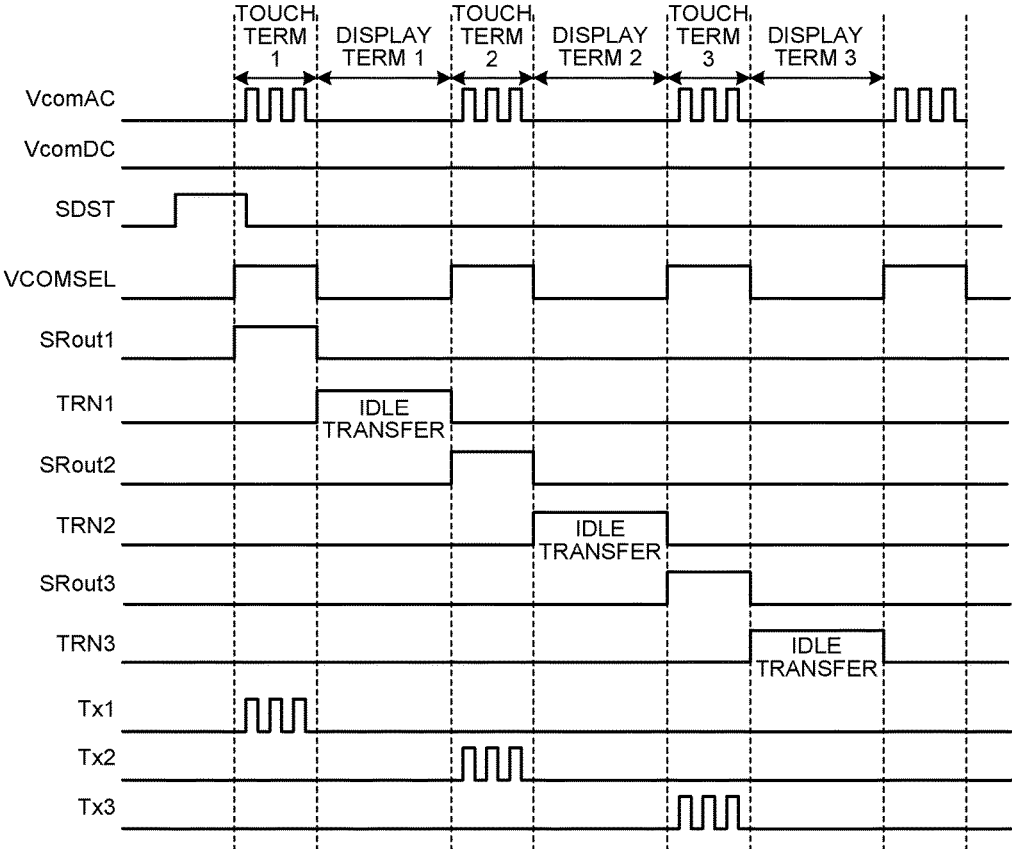 TOUCH TERM 1
DISPLAY TERM 1
TOUCH TERM 2
DISPLAY TERM 2
TOUCH TERM 3
DISPLAY TERM 3
VcomAC
VcomDC
SDST
VCOMSEL
SRout1
TRN1
IDLE TRANSFER
SRout2
TRN2
IDLE TRANSFER
SRout3
TRN3
IDLE TRANSFER
Tx1
Tx2
Tx3